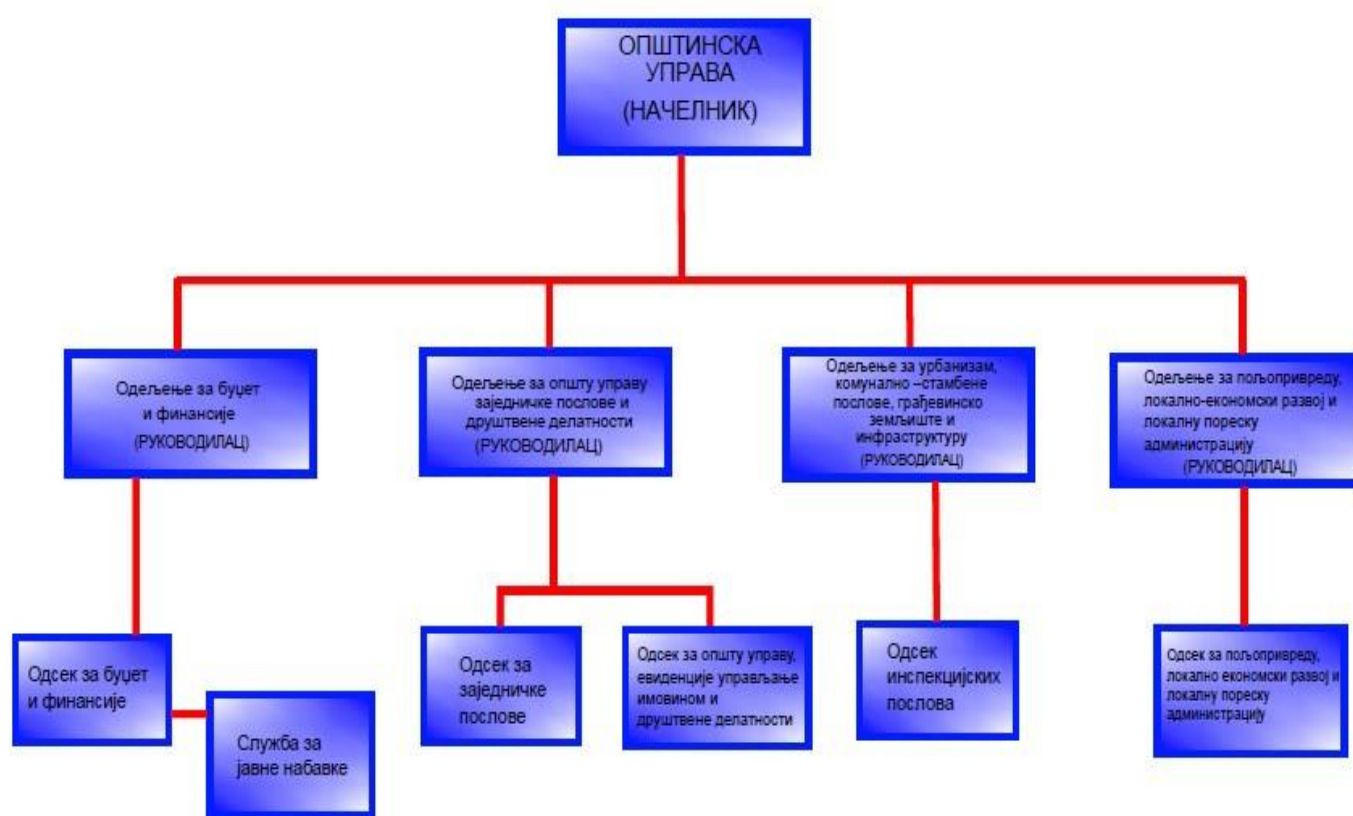 ОПШТИНСКА
УПРАВА
(НАЧЕЛНИК)
Одељење за буџет
и финансије
(РУКОВОДИЛАЦ)
Одељење за општу управу
заједничке послове и
друштвене делатности
(РУКОВОДИЛАЦ)
Одељење за урбанизам,
комунално –стамбене
послове, грађевинско
земљиште и
инфраструктуру
(РУКОВОДИЛАЦ)
Одељење за пољопривреду,
локално-економски развој и
локалну пореску
администрацију
(РУКОВОДИЛАЦ)
Одсек за буџет
и финансије
Служба за
јавне набавке
Одсек за
заједничке
послове
Одсек за општу управу,
евиденције управљање
имовином и
друштвене делатности
Одсек
инспекцијских
послова
Одсек за пољопривреду,
локално економски развој и
локалну пореску
администрацију